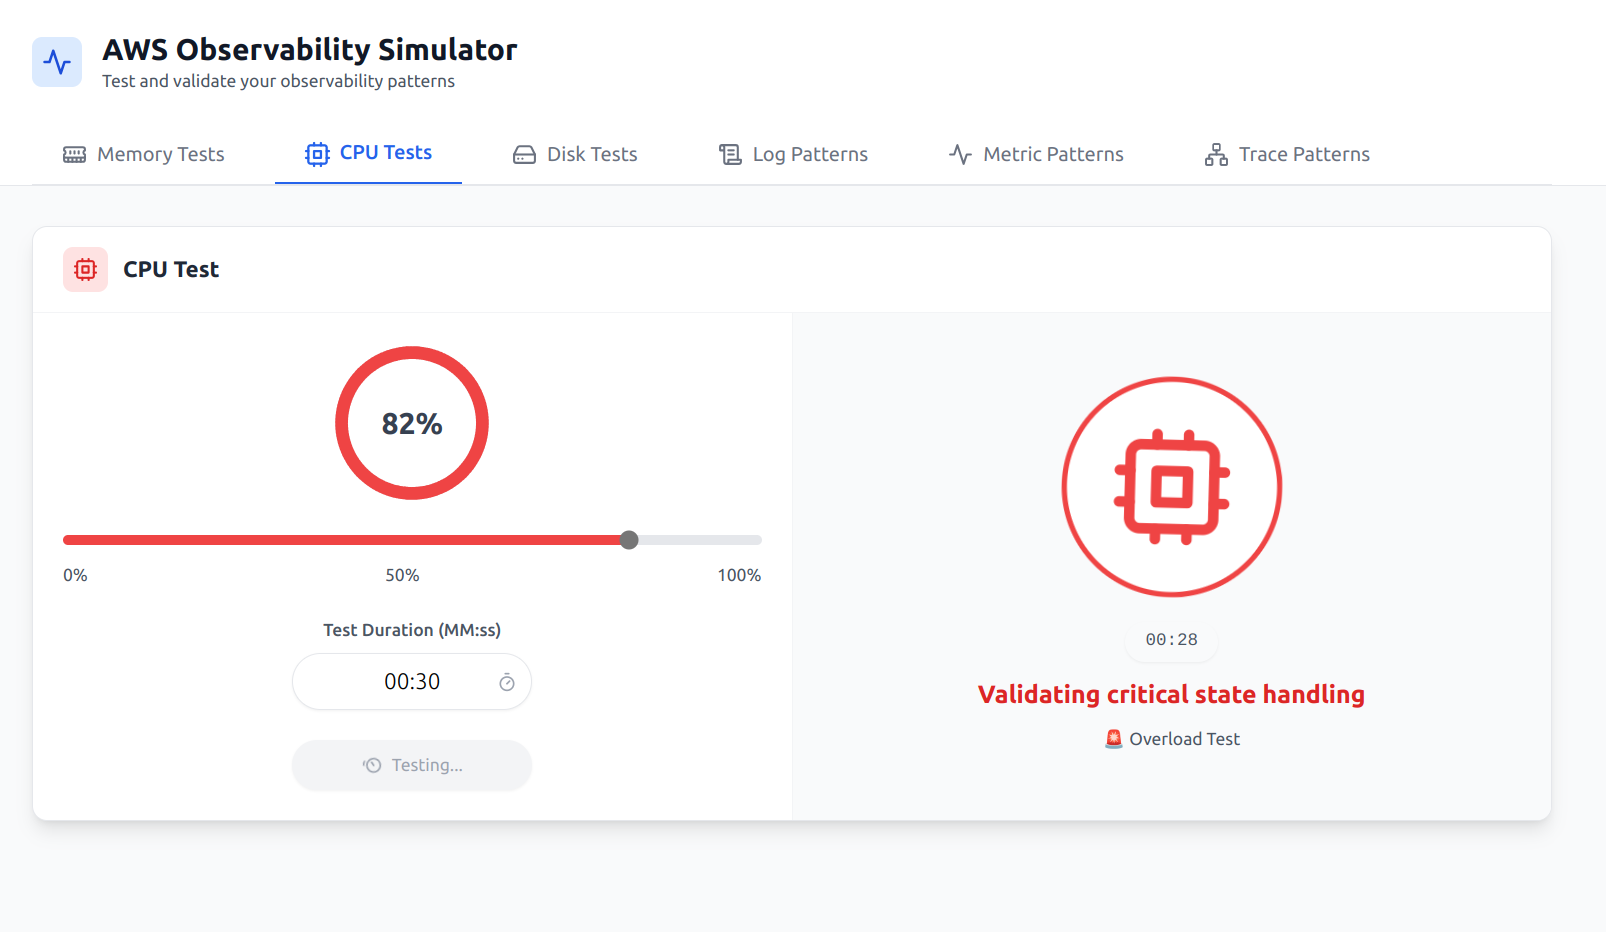 AWS Observability Simulator
Test and validate your observability patterns
Memory Tests
CPU Tests
Disk Tests
Log Patterns
Metric Patterns
Trace Patterns
CPU Test
82%
0%
50%
100%
Test Duration (MM:ss)
00:30
Testing...
00:28
Validating critical state handling
🚨 Overload Test